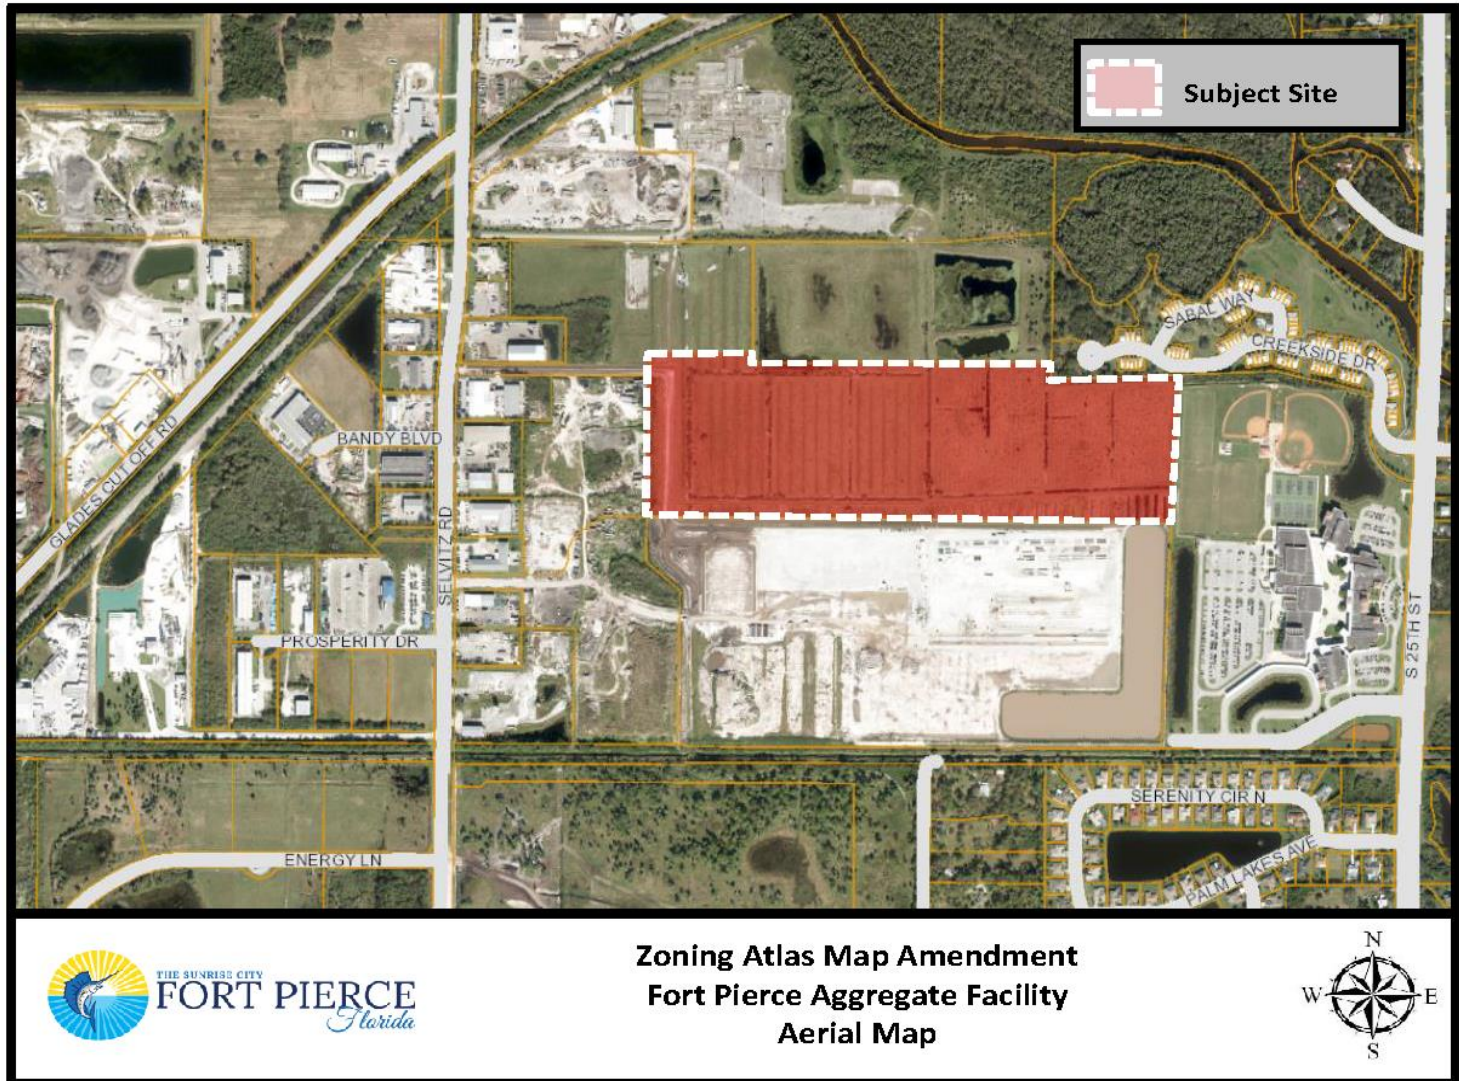 Subject Site
SABAL WAY
CREEKSIDE DR
GLADES CUT OFF RD
BANDY BLVD
SELVITZ RD
S 25TH ST
PROSPERITY DR
SERENITY CIR N
PALM LAKES AVE
ENERGY LN
THE SUNRISE CITY
FORT PIERCE
Florida
Zoning Atlas Map Amendment
Fort Pierce Aggregate Facility
Aerial Map
N
W E
S